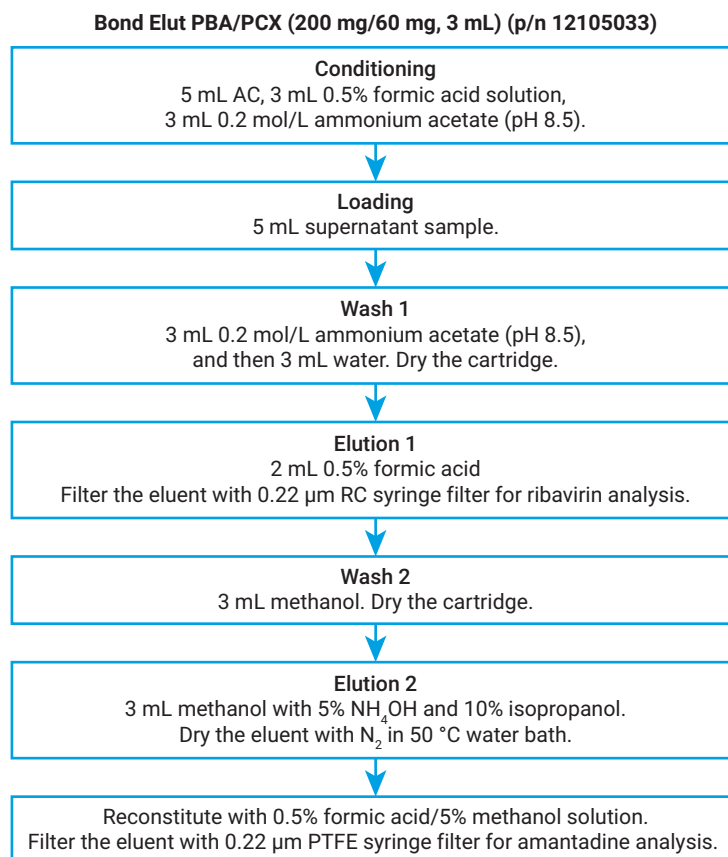 Bond Elut PBA/PCX (200 mg/60 mg, 3 mL) (p/n 12105033)
Conditioning
5 mL AC, 3 mL 0.5% formic acid solution,
3 mL 0.2 mol/L ammonium acetate (pH 8.5).
Loading
5 mL supernatant sample.
Wash 1
3 mL 0.2 mol/L ammonium acetate (pH 8.5),
and then 3 mL water. Dry the cartridge.
Elution 1
2 mL 0.5% formic acid
Filter the eluent with 0.22 µm RC syringe filter for ribavirin analysis.
Wash 2
3 mL methanol. Dry the cartridge.
Elution 2
3 mL methanol with 5% NH₄OH and 10% isopropanol.
Dry the eluent with N₂ in 50 °C water bath.
Reconstitute with 0.5% formic acid/5% methanol solution.
Filter the eluent with 0.22 µm PTFE syringe filter for amantadine analysis.